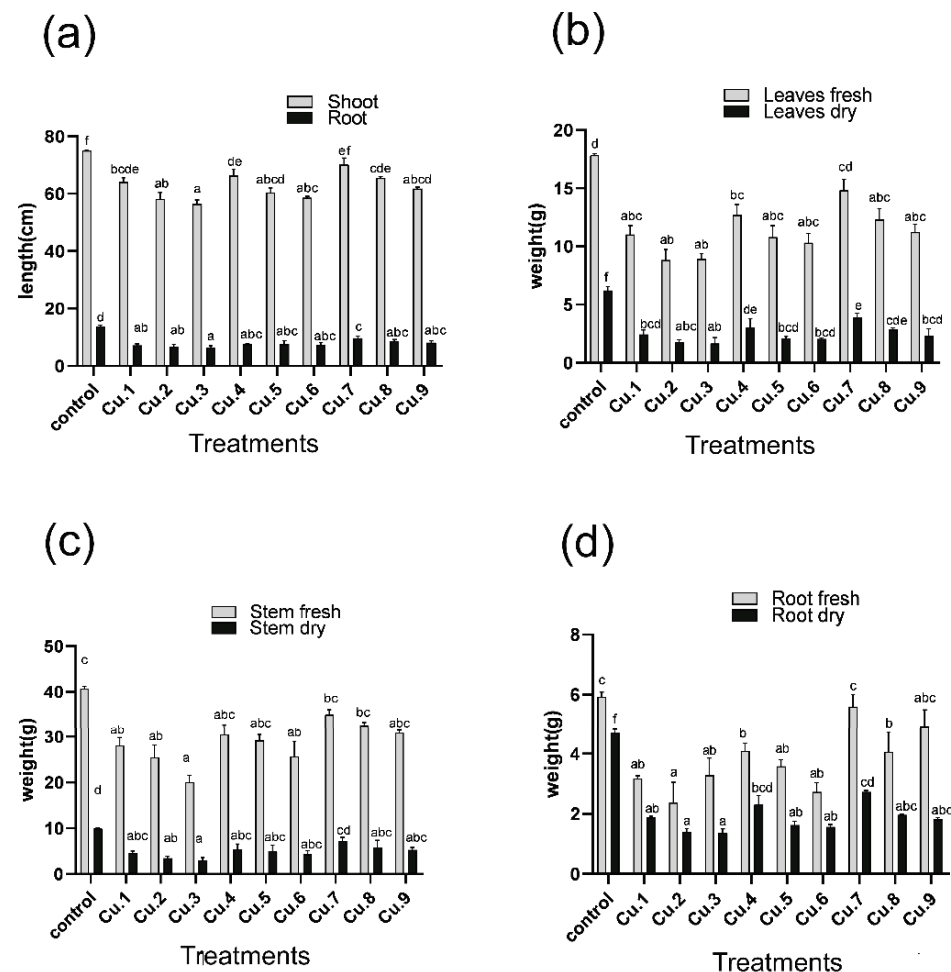 (a)
Shoot
Root
length(cm)
80
60
40
20
0
f
bcde
ab
a
de
abcd
abc
ef
cde
abcd
d
ab
ab
a
abc
abc
abc
c
abc
abc
control
Cu.1
Cu.2
Cu.3
Cu.4
Cu.5
Cu.6
Cu.7
Cu.8
Cu.9
Treatments
(b)
Leaves fresh
Leaves dry
weight(g)
20
15
10
5
0
d
abc
ab
ab
bc
abc
abc
cd
abc
abc
f
bcd
abc
ab
de
bcd
abc
e
cde
bcd
control
Cu.1
Cu.2
Cu.3
Cu.4
Cu.5
Cu.6
Cu.7
Cu.8
Cu.9
Treatments
(c)
Stem fresh
Stem dry
weight(g)
50
40
30
20
10
0
c
ab
ab
a
abc
abc
ab
bc
bc
abc
d
abc
ab
a
abc
abc
abc
cd
abc
abc
control
Cu.1
Cu.2
Cu.3
Cu.4
Cu.5
Cu.6
Cu.7
Cu.8
Cu.9
Treatments
(d)
Root fresh
Root dry
weight(g)
8
6
4
2
0
c
ab
a
ab
b
ab
ab
c
b
abc
f
ab
a
a
bcd
ab
ab
cd
abc
abc
control
Cu.1
Cu.2
Cu.3
Cu.4
Cu.5
Cu.6
Cu.7
Cu.8
Cu.9
Treatments